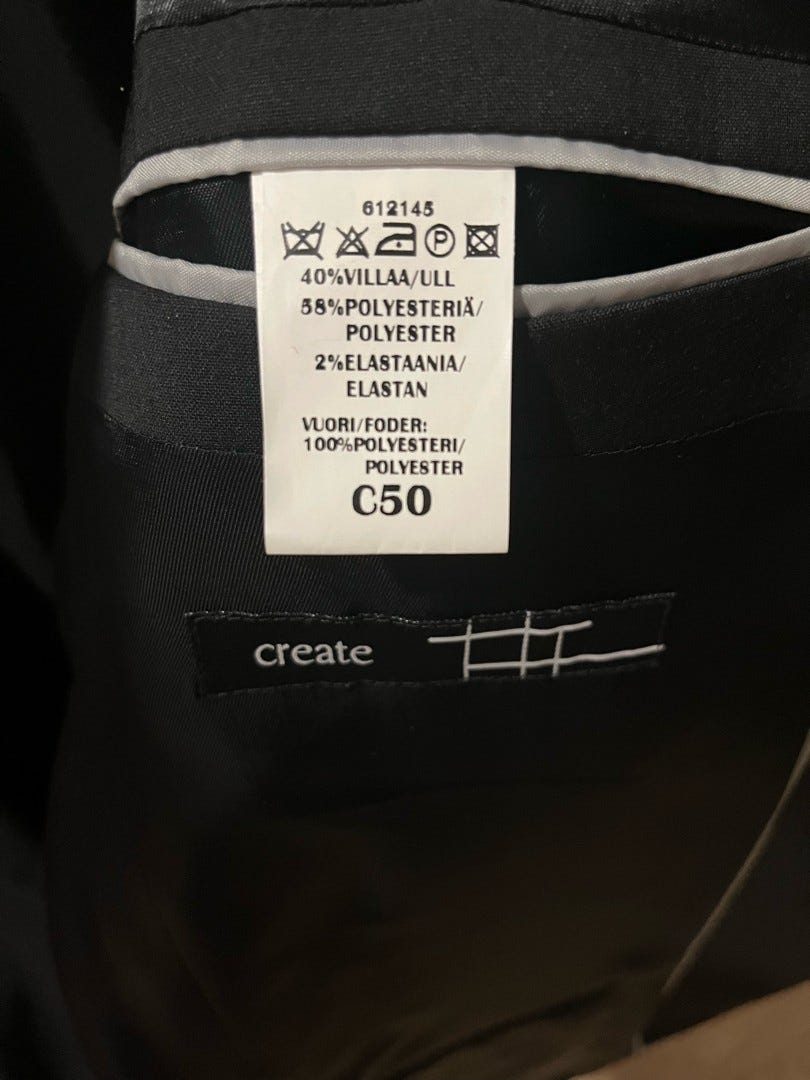 612145
P
40%VILLAA/ULL
58%POLYESTERIÄ/
POLYESTER
2%ELASTAANIA/
ELASTAN
VUORI/FODER:
100%POLYESTERI/
POLYESTER
C50
create